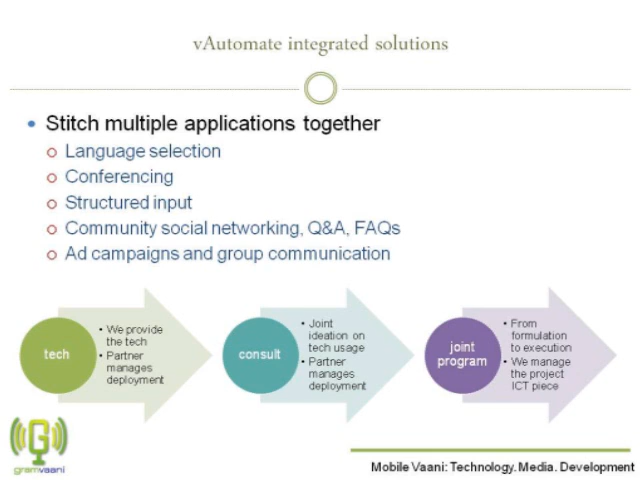 vAutomate integrated solutions
• Stitch multiple applications together
o Language selection
o Conferencing
o Structured input
o Community social networking, Q&A, FAQs
o Ad campaigns and group communication
tech
• We provide
the tech
• Partner
manages
deployment
consult
• Joint
ideation on
tech usage
• Partner
manages
deployment
joint
program
• From
formulation
to execution
• We manage
the project
ICT piece
gramvaani
Mobile Vaani: Technology. Media. Development